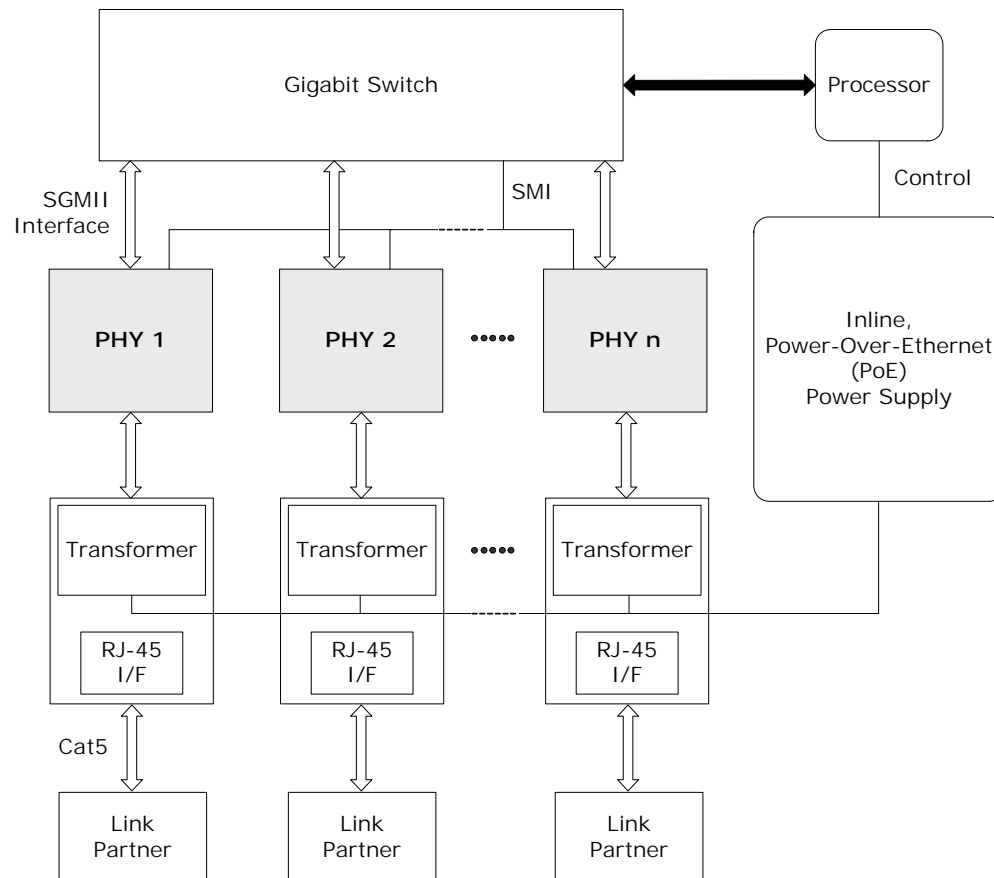 Gigabit Switch
Processor
SGMII
Interface
SMI
Control
PHY 1
PHY 2
PHY n
Inline,
Power-Over-Ethernet
(PoE)
Power Supply
Transformer
Transformer
Transformer
RJ-45
I/F
RJ-45
I/F
RJ-45
I/F
Cat5
Link
Partner
Link
Partner
Link
Partner